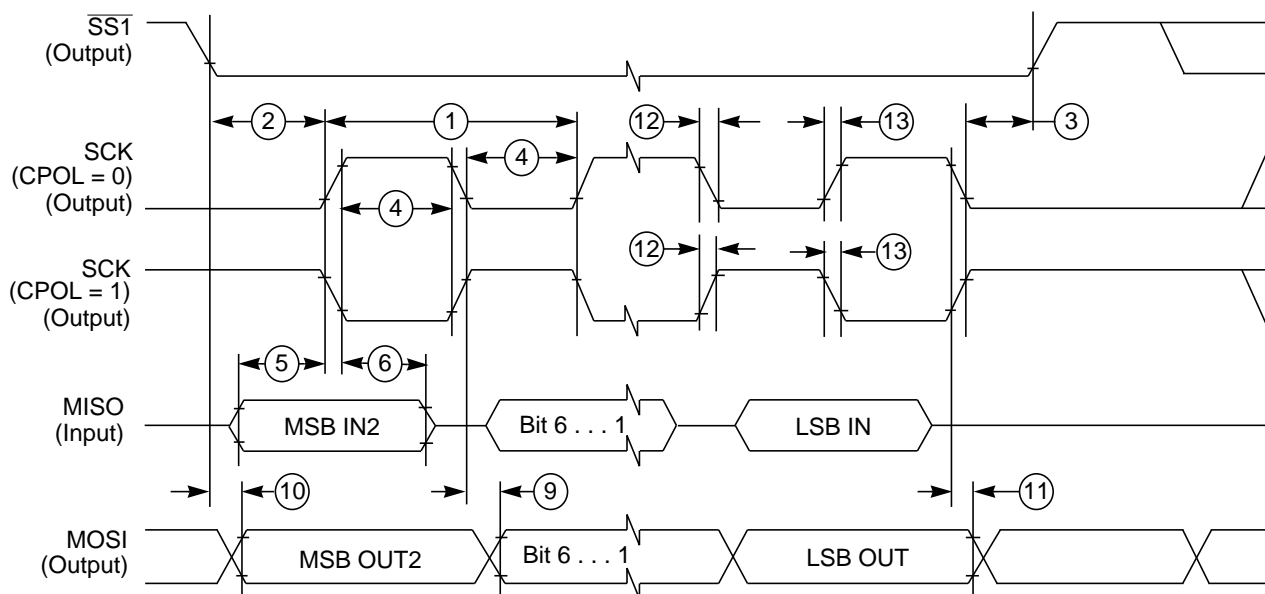 SS1
(Output)
2
1
12
13
3
SCK
(CPOL = 0)
(Output)
4
4
12
13
SCK
(CPOL = 1)
(Output)
5
6
MISO
(Input)
MSB IN2
Bit 6 . . . 1
LSB IN
10
9
11
MOSI
(Output)
MSB OUT2
Bit 6 . . . 1
LSB OUT